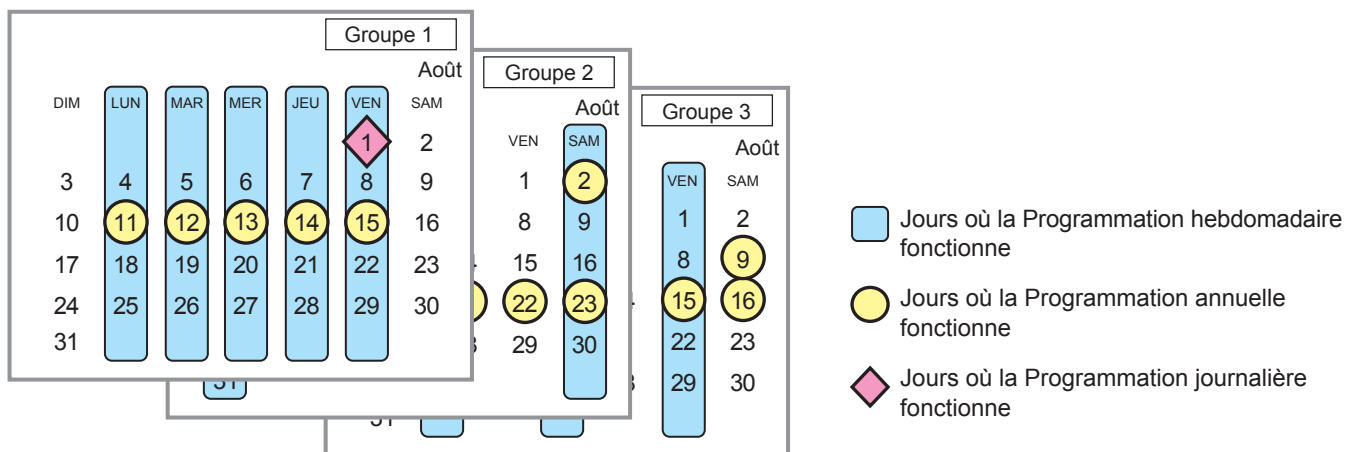 Groupe 1
Août
DIM LUN MAR MER JEU VEN SAM
1 2
3 4 5 6 7 8 9
10 11 12 13 14 15 16
17 18 19 20 21 22 23
24 25 26 27 28 29 30
31
Groupe 2
Août
VEN SAM
1 2
8 9
15 16
22 23
29 30
31
Groupe 3
Août
VEN SAM
1 2
8 9
15 16
22 23
29 30
31
Jours où la Programmation hebdomadaire
fonctionne
Jours où la Programmation annuelle
fonctionne
Jours où la Programmation journalière
fonctionne